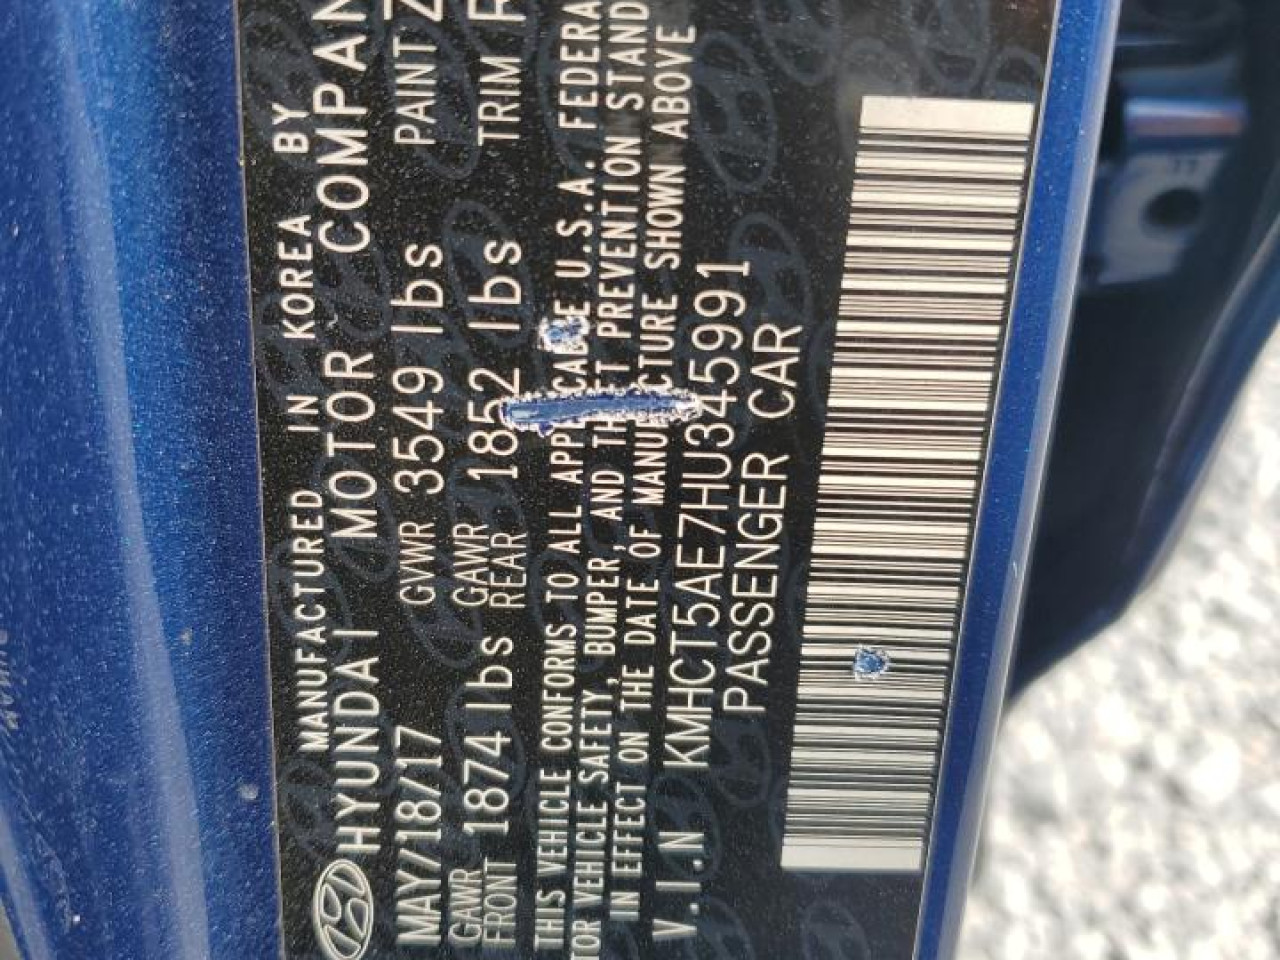 MANUFACTURED IN KOREA BY
HYUNDAI MOTOR COMPAN
MAY/18/17 GVWR 3549 lbs PAINT Z
GAWR FRONT 1874 lbs GAWR REAR 1852 lbs TRIM
THIS VEHICLE CONFORMS TO ALL APP CABLE U.S.A. FEDERA
TOR VEHICLE SAFETY, BUMPER, AND TH FT PREVENTION STAND
IN EFFECT ON THE DATE OF MANU CTURE SHOWN ABOVE
V.I.N KMHCT5AE7HU345991
PASSENGER CAR